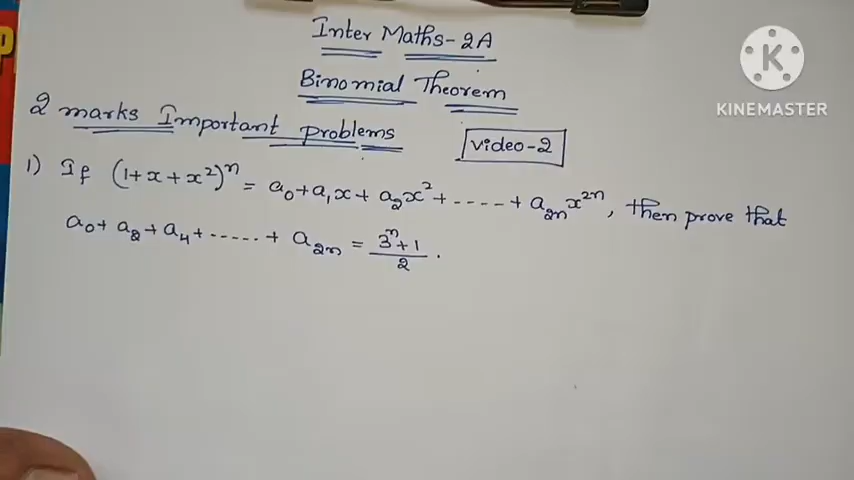 Inter Maths-2A
Binomial Theorem
K
KINEMASTER
2 marks Important problems
video-2
1) If (1+x+x²)ⁿ = a₀+a₁x+a₂x²+.....+a₂ₙx²ⁿ, then prove that
a₀+a₂+a₄+.....+a₂ₙ = (3ⁿ+1)/2.